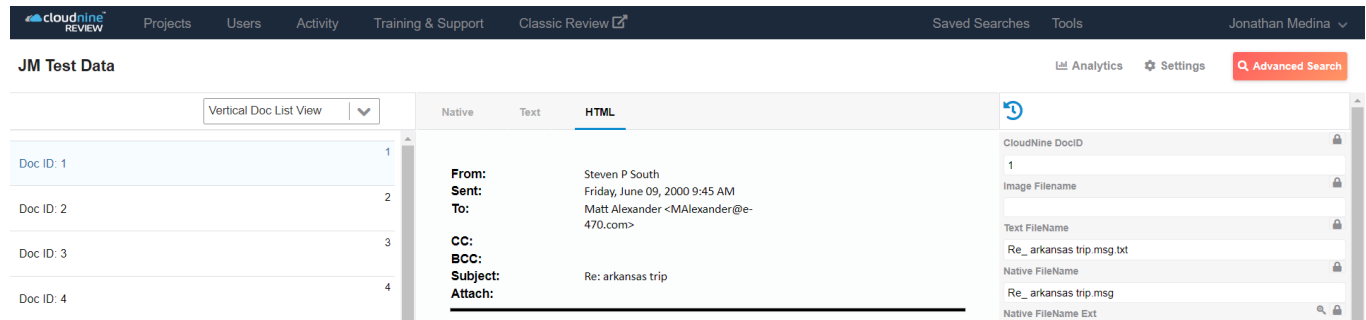 cloudnine™
REVIEW
Projects Users Activity Training & Support Classic Review Saved Searches Tools Jonathan Medina
JM Test Data Analytics Settings Advanced Search
Vertical Doc List View
Native Text HTML
Doc ID: 1 1
Doc ID: 2 2
Doc ID: 3 3
Doc ID: 4 4
From: Steven P South
Sent: Friday, June 09, 2000 9:45 AM
To: Matt Alexander <MAlexander@e-
470.com>
CC:
BCC:
Subject: Re: arkansas trip
Attach:
CloudNine DocID
1
Image Filename
Text FileName
Re_ arkansas trip.msg.txt
Native FileName
Re_ arkansas trip.msg
Native FileName Ext